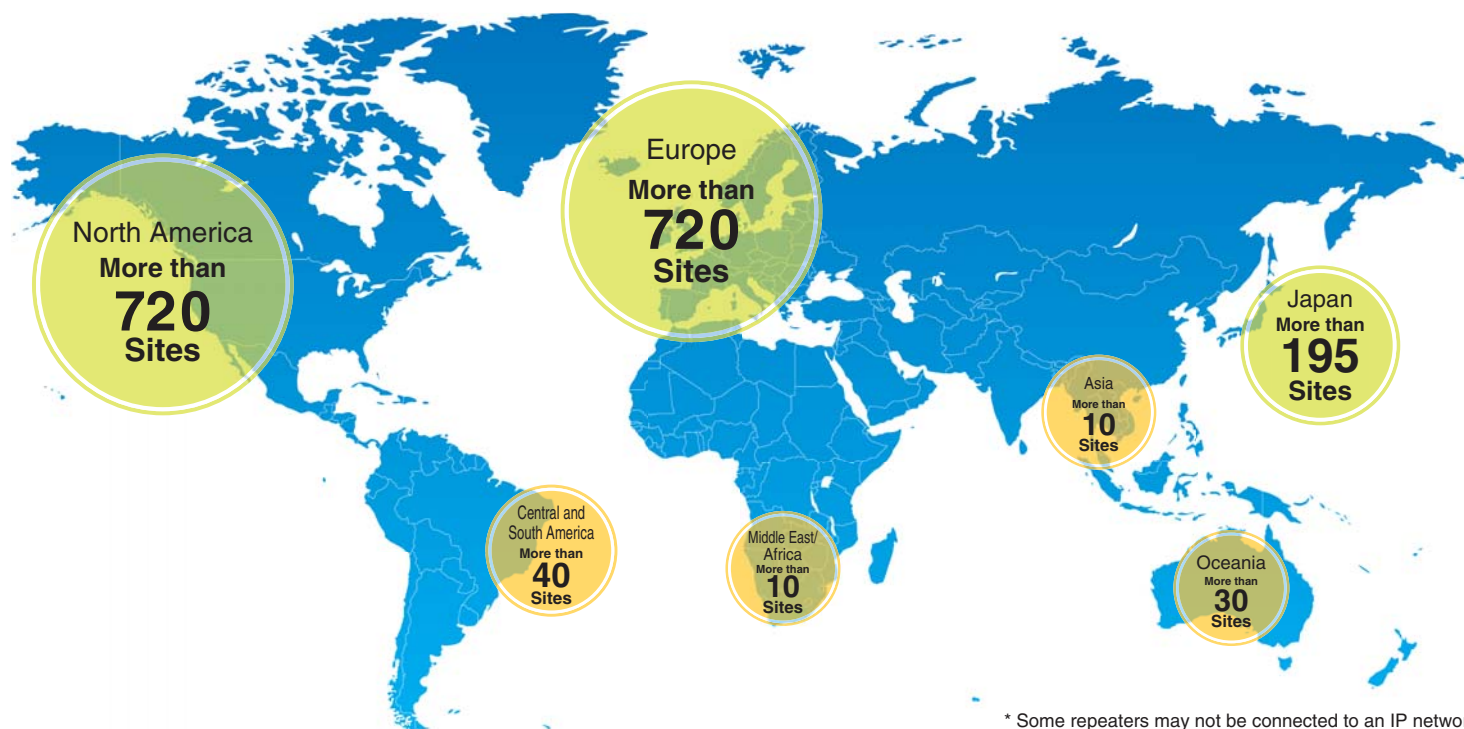 Europe
More than
720
Sites
North America
More than
720
Sites
Japan
More than
195
Sites
Asia
More than
10
Sites
Central and
South America
More than
40
Sites
Middle East/
Africa
More than
10
Sites
Oceania
More than
30
Sites
* Some repeaters may not be connected to an IP